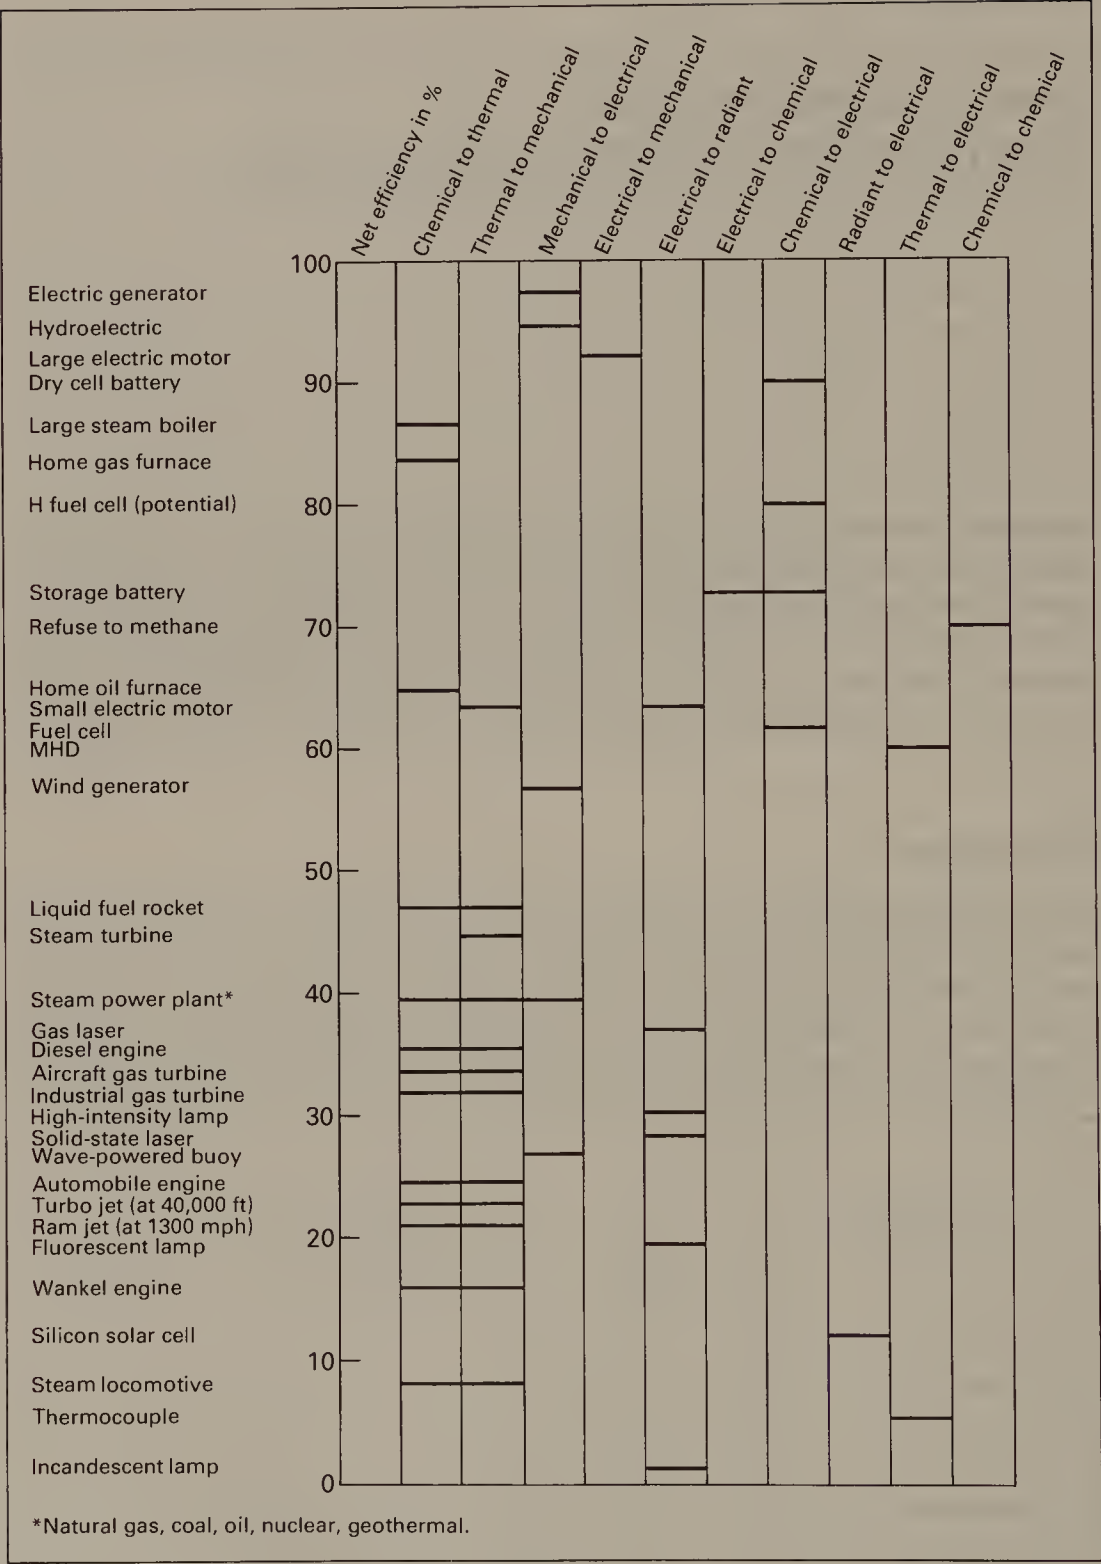 Net efficiency in %
Chemical to thermal
Thermal to mechanical
Mechanical to electrical
Electrical to mechanical
Electrical to radiant
Electrical to chemical
Chemical to electrical
Radiant to electrical
Thermal to electrical
Chemical to chemical
100
Electric generator
Hydroelectric
Large electric motor
Dry cell battery
90
Large steam boiler
Home gas furnace
H fuel cell (potential)
80
Storage battery
Refuse to methane
70
Home oil furnace
Small electric motor
Fuel cell
MHD
60
Wind generator
50
Liquid fuel rocket
Steam turbine
Steam power plant*
40
Gas laser
Diesel engine
Aircraft gas turbine
Industrial gas turbine
High-intensity lamp
30
Solid-state laser
Wave-powered buoy
Automobile engine
Turbo jet (at 40,000 ft)
Ram jet (at 1300 mph)
Fluorescent lamp
20
Wankel engine
Silicon solar cell
10
Steam locomotive
Thermocouple
Incandescent lamp
0
*Natural gas, coal, oil, nuclear, geothermal.